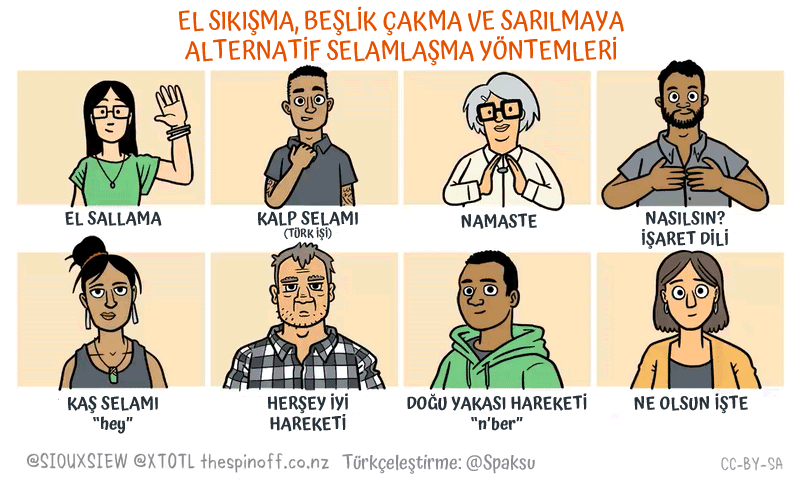 EL SIKIŞMA, BEŞLİK ÇAKMA VE SARILMAYA
ALTERNATİF SELAMLAŞMA YÖNTEMLERİ
EL SALLAMA
KALP SELAMI
(TÜRK İŞİ)
NAMASTE
NASILSIN?
İŞARET DİLİ
KAŞ SELAMI
"hey"
HERŞEY İYİ
HAREKETİ
DOĞU YAKASI HAREKETİ
"n'ber"
NE OLSUN İŞTE
@SIOUXSIEW @XTOTL thespinoff.co.nz Türkçeleştirme: @Spaksu
CC-BY-SA